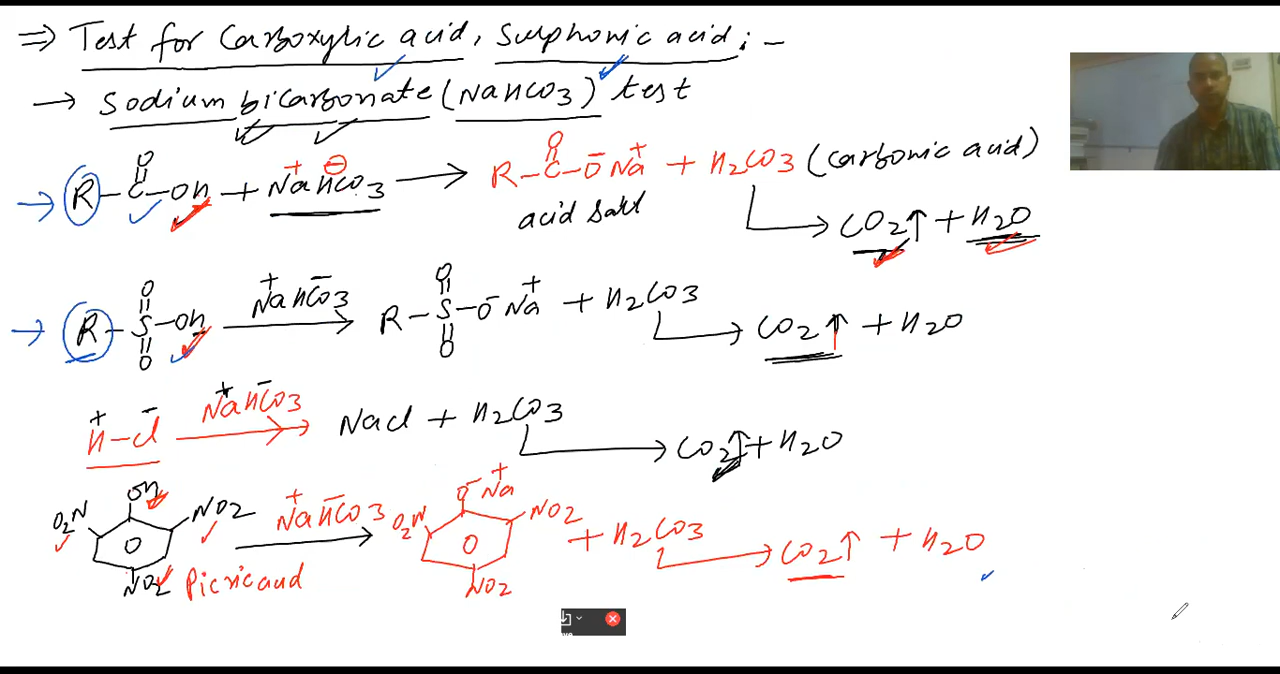 ⇒ Test for Carboxylic acid, Sulphonic acid; -
→ Sodium bicarbonate (NaHCO3) test
→ R-C(=O)-OH + Na⁺HCO3⊖ → R-C(=O)-O⁻Na⁺ + H2CO3 (carbonic acid)
acid salt
→ CO2↑ + H2O
→ R-S(=O)(=O)-OH Na⁺HCO3⁻ → R-S(=O)(=O)-O⁻Na⁺ + H2CO3
→ CO2↑ + H2O
H⁺-Cl⁻ Na⁺HCO3⁻ → NaCl + H2CO3
→ CO2↑ + H2O
OH O2N NO2 NO2 Na⁺HCO3⁻ → O⁻Na⁺ O2N NO2 NO2 + H2CO3 → CO2↑ + H2O
Picric acid